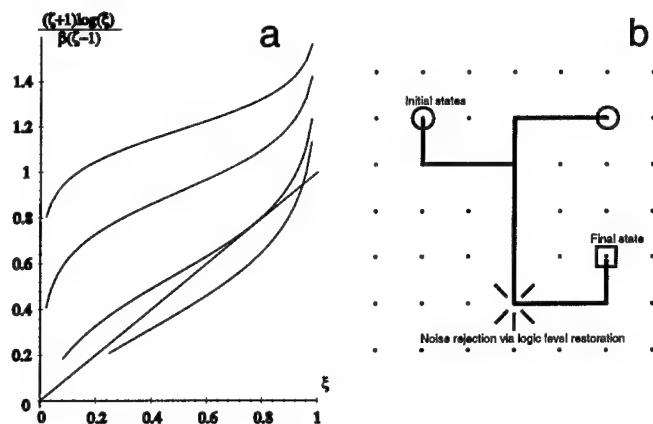 (ζ+1)log(ξ)
β(ζ−1)
a
b
1.4
1.2
1
0.8
0.6
0.4
0.2
0
0.2
0.4
0.6
0.8
1
ξ
Initial states
Final state
Noise rejection via logic level restoration